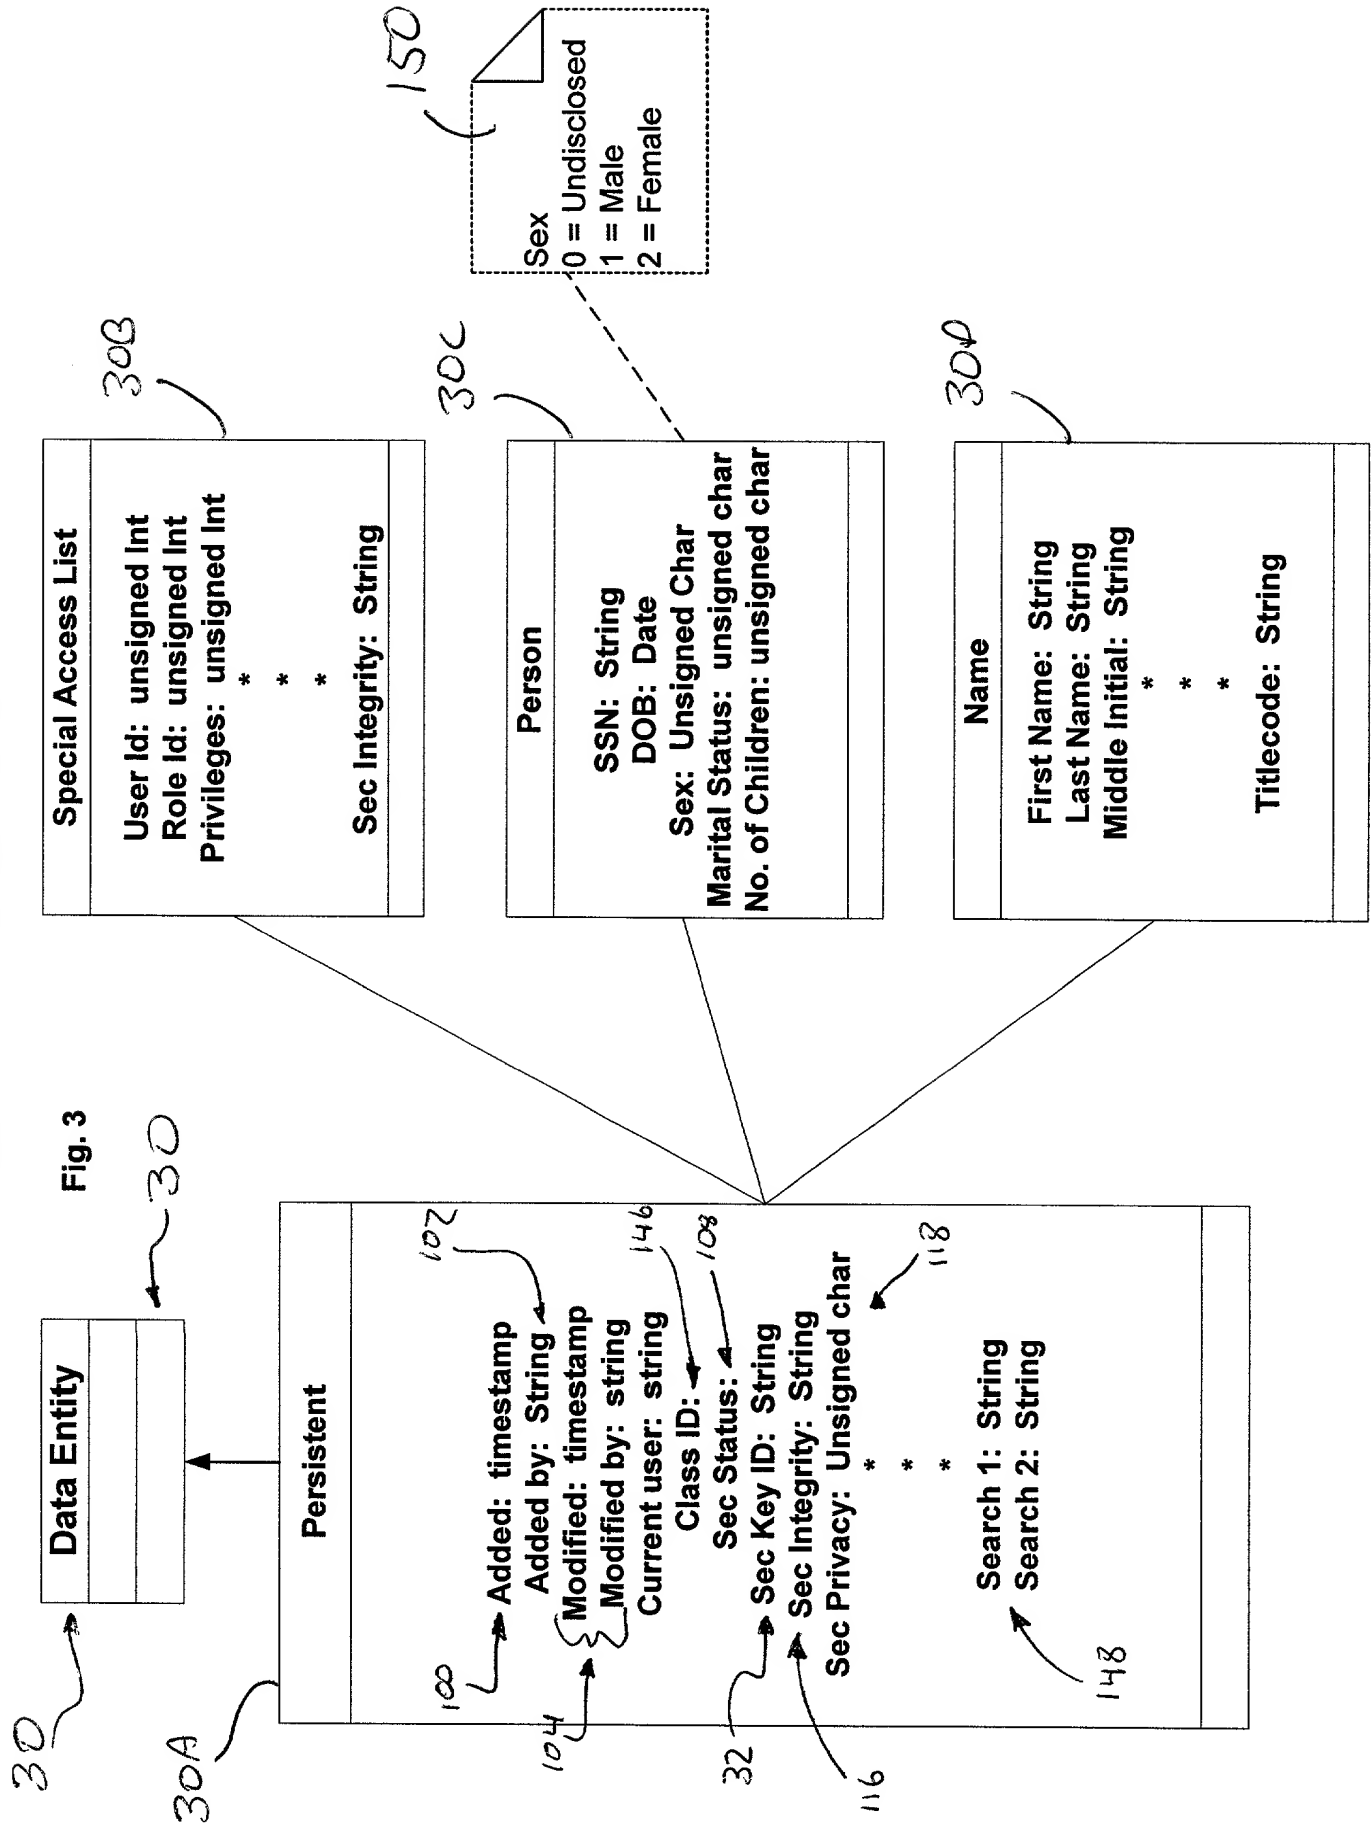 Fig. 3
30
Data Entity
30
30A
Persistent
100
Added: timestamp
Added by: String
102
Modified: timestamp
104
Modified by: string
Current user: string
Class ID:
146
Sec Status:
108
32
Sec Key ID: String
116
Sec Integrity: String
Sec Privacy: Unsigned char
118
*
*
*
Search 1: String
Search 2: String
148
30B
Special Access List
User Id: unsigned Int
Role Id: unsigned Int
Privileges: unsigned Int
*
*
*
Sec Integrity: String
30C
Person
SSN: String
DOB: Date
Sex: Unsigned Char
Marital Status: unsigned char
No. of Children: unsigned char
150
Sex
0 = Undisclosed
1 = Male
2 = Female
30D
Name
First Name: String
Last Name: String
Middle Initial: String
*
*
*
Titlecode: String